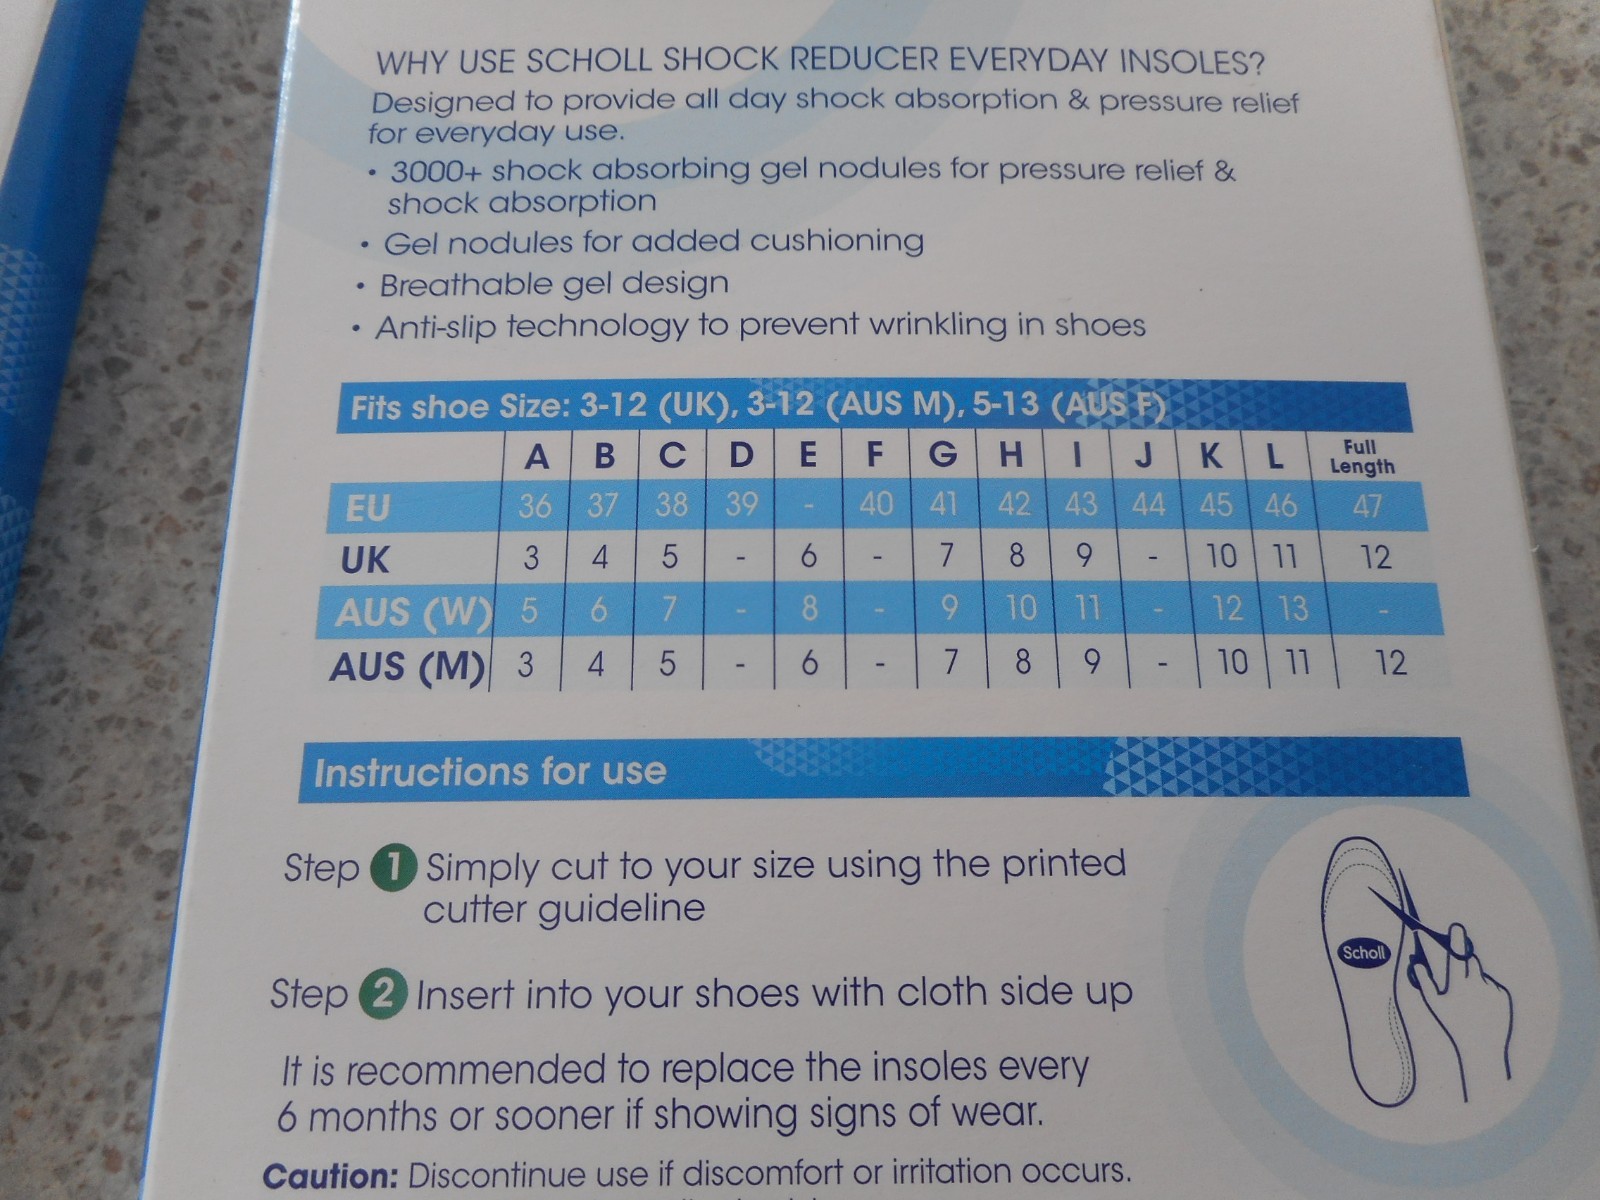 WHY USE SCHOLL SHOCK REDUCER EVERYDAY INSOLES?
Designed to provide all day shock absorption & pressure relief
for everyday use.
• 3000+ shock absorbing gel nodules for pressure relief &
shock absorption
• Gel nodules for added cushioning
• Breathable gel design
• Anti-slip technology to prevent wrinkling in shoes
Fits shoe Size: 3-12 (UK), 3-12 (AUS M), 5-13 (AUS F)
A B C D E F G H I J K L Full Length
EU 36 37 38 39 - 40 41 42 43 44 45 46 47
UK 3 4 5 - 6 - 7 8 9 - 10 11 12
AUS (W) 5 6 7 - 8 - 9 10 11 - 12 13 -
AUS (M) 3 4 5 - 6 - 7 8 9 - 10 11 12
Instructions for use
Step 1 Simply cut to your size using the printed
cutter guideline
Scholl
Step 2 Insert into your shoes with cloth side up
It is recommended to replace the insoles every
6 months or sooner if showing signs of wear.
Caution: Discontinue use if discomfort or irritation occurs.